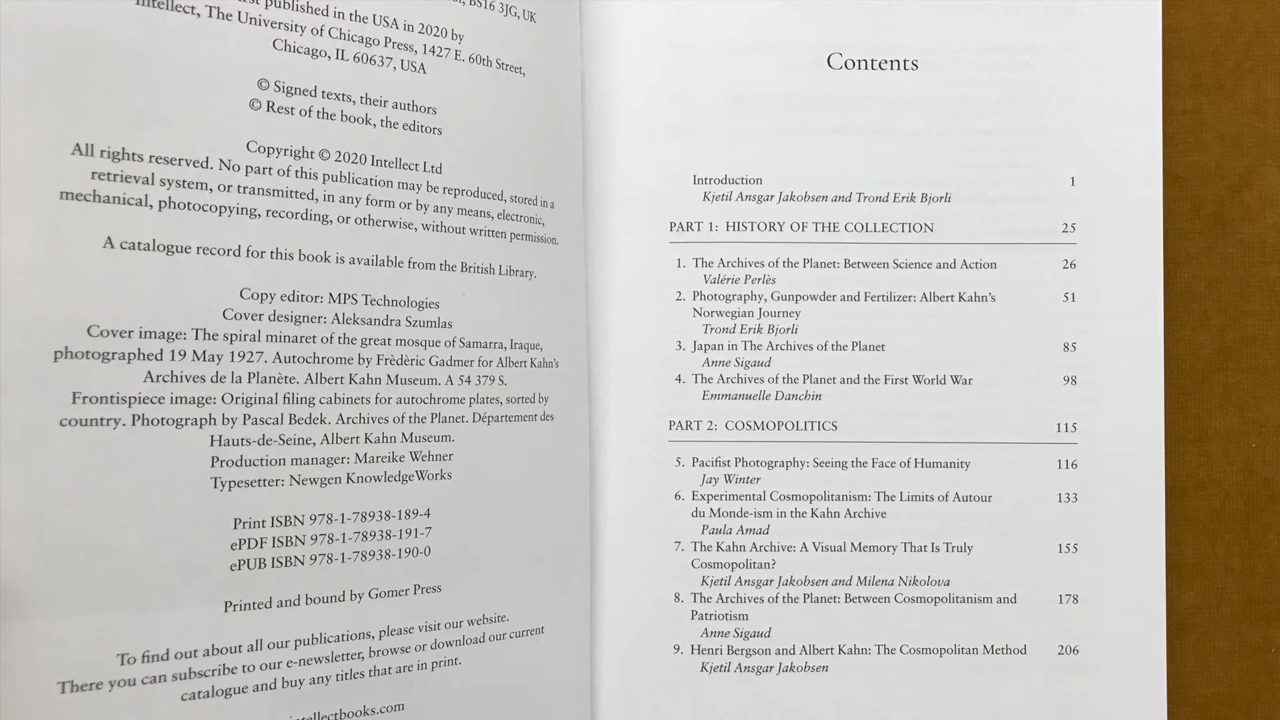 BS16 3JG, UK
published in the USA in 2020 by
Intellect, The University of Chicago Press, 1427 E. 60th Street,
Chicago, IL 60637, USA
© Signed texts, their authors
© Rest of the book, the editors
Copyright © 2020 Intellect Ltd
All rights reserved. No part of this publication may be reproduced, stored in a
retrieval system, or transmitted, in any form or by any means, electronic,
mechanical, photocopying, recording, or otherwise, without written permission.
A catalogue record for this book is available from the British Library.
Copy editor: MPS Technologies
Cover designer: Aleksandra Szumlas
Cover image: The spiral minaret of the great mosque of Samarra, Iraque,
photographed 19 May 1927. Autochrome by Frèdèric Gadmer for Albert Kahn's
Archives de la Planète. Albert Kahn Museum. A 54 379 S.
Frontispiece image: Original filing cabinets for autochrome plates, sorted by
country. Photograph by Pascal Bedek. Archives of the Planet. Département des
Hauts-de-Seine, Albert Kahn Museum.
Production manager: Mareike Wehner
Typesetter: Newgen KnowledgeWorks
Print ISBN 978-1-78938-189-4
ePDF ISBN 978-1-78938-191-7
ePUB ISBN 978-1-78938-190-0
Printed and bound by Gomer Press
To find out about all our publications, please visit our website.
There you can subscribe to our e-newsletter, browse or download our current
catalogue and buy any titles that are in print.
intellectbooks.com
Contents
Introduction 1
Kjetil Ansgar Jakobsen and Trond Erik Bjorli
PART 1: HISTORY OF THE COLLECTION 25
1. The Archives of the Planet: Between Science and Action 26
Valérie Perlès
2. Photography, Gunpowder and Fertilizer: Albert Kahn's 51
Norwegian Journey
Trond Erik Bjorli
3. Japan in The Archives of the Planet 85
Anne Sigaud
4. The Archives of the Planet and the First World War 98
Emmanuelle Danchin
PART 2: COSMOPOLITICS 115
5. Pacifist Photography: Seeing the Face of Humanity 116
Jay Winter
6. Experimental Cosmopolitanism: The Limits of Autour 133
du Monde-ism in the Kahn Archive
Paula Amad
7. The Kahn Archive: A Visual Memory That Is Truly 155
Cosmopolitan?
Kjetil Ansgar Jakobsen and Milena Nikolova
8. The Archives of the Planet: Between Cosmopolitanism and 178
Patriotism
Anne Sigaud
9. Henri Bergson and Albert Kahn: The Cosmopolitan Method 206
Kjetil Ansgar Jakobsen